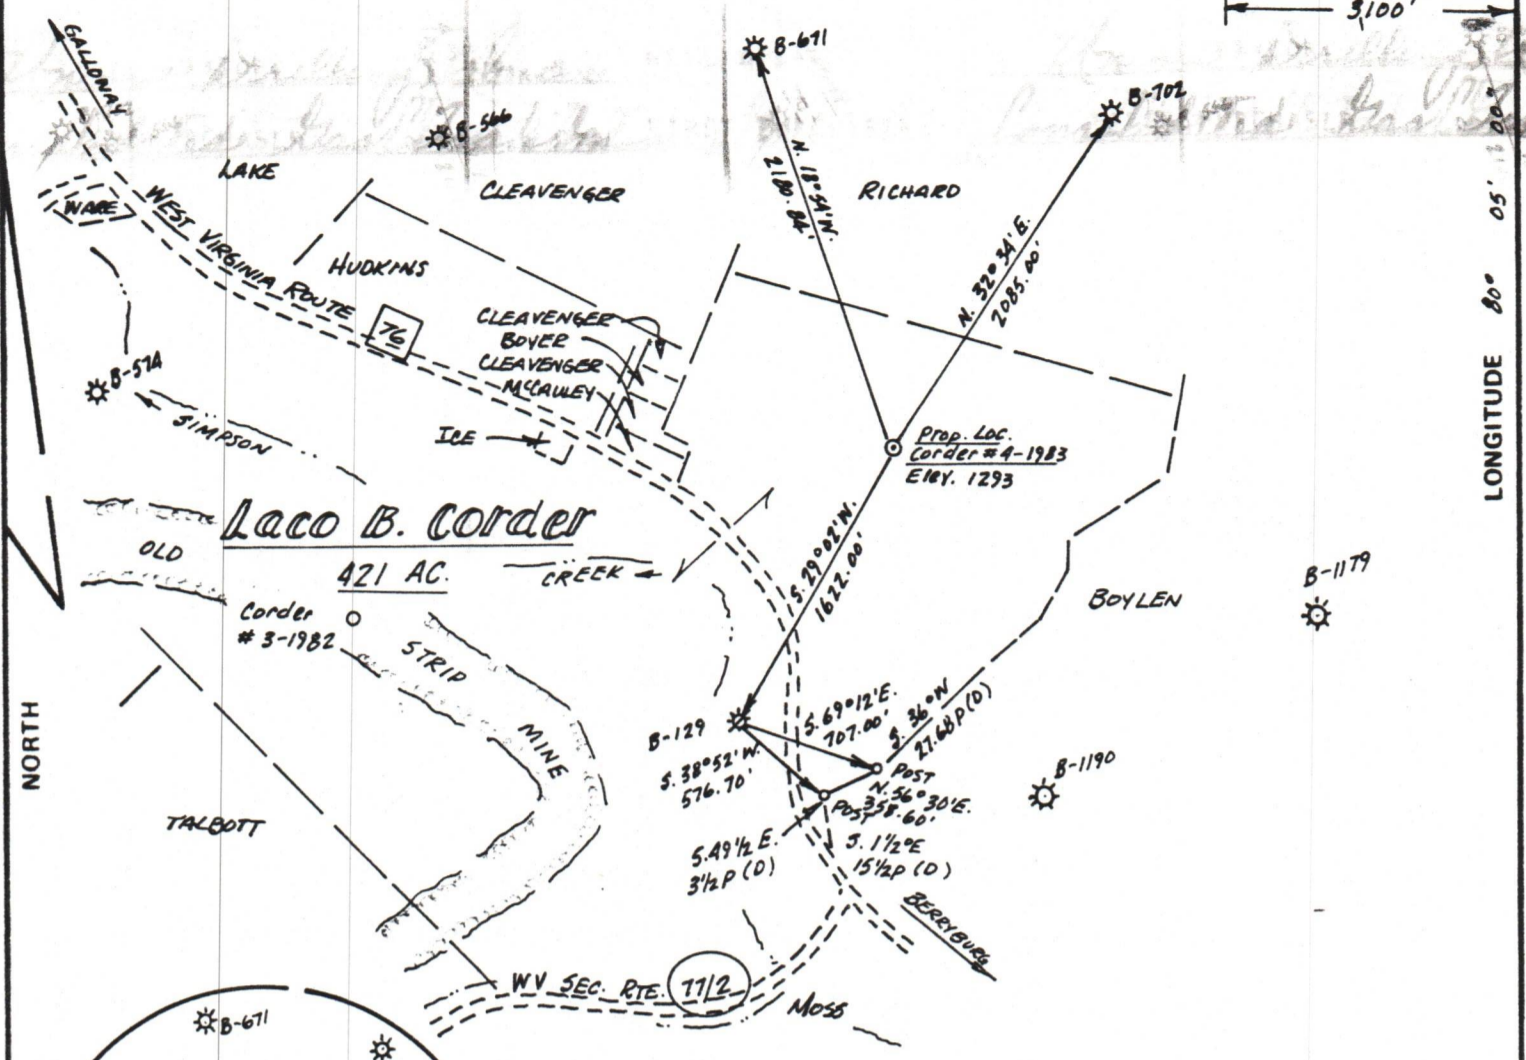 3,100'
GALLOWAY
B-671
B-702
B-566
LAKE
CLEAVENGER
RICHARD
WARE
WEST VIRGINIA ROUTE
76
HUDKINS
N. 18°54'W.
2180.84'
N. 32°34'E.
2085.00'
LONGITUDE 80° 05' 00"
CLEAVENGER
BOYER
CLEAVENGER
McCAULEY
B-574
SIMPSON
ICE
Prop. Loc.
Corder #4-1983
Elev. 1293
Laco B. Corder
421 AC.
OLD
CREEK
S. 29°02'W.
1622.00'
BOYLEN
B-1179
Corder
# 3-1982
STRIP
MINE
NORTH
B-129
S. 69°12'E.
707.00'
S. 36°W
27.68P(D)
S. 38°52'W.
576.70'
POST
N. 56°30'E.
358.60'
POST
B-1190
TALBOTT
S.49½ E.
3½P (D)
S. 1½°E
15½P (D)
BERRYBURG
WV SEC. RTE. 77/2
MOSS
B-671